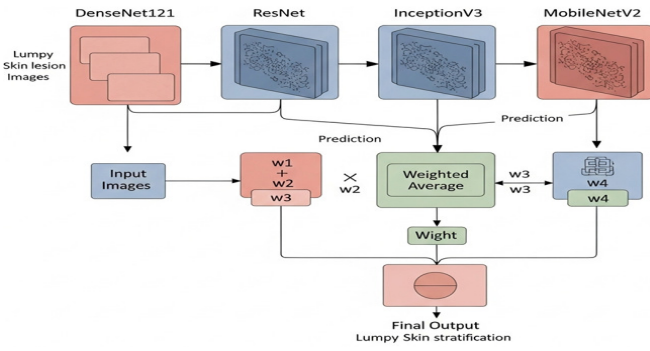 DenseNet121
ResNet
InceptionV3
MobileNetV2
Lumpy
Skin lesion
Images
Prediction
Prediction
Input
Images
w1
+
w2
w3
×
w2
Weighted
Average
w3
w3
w4
w4
Wight
Final Output
Lumpy Skin stratification